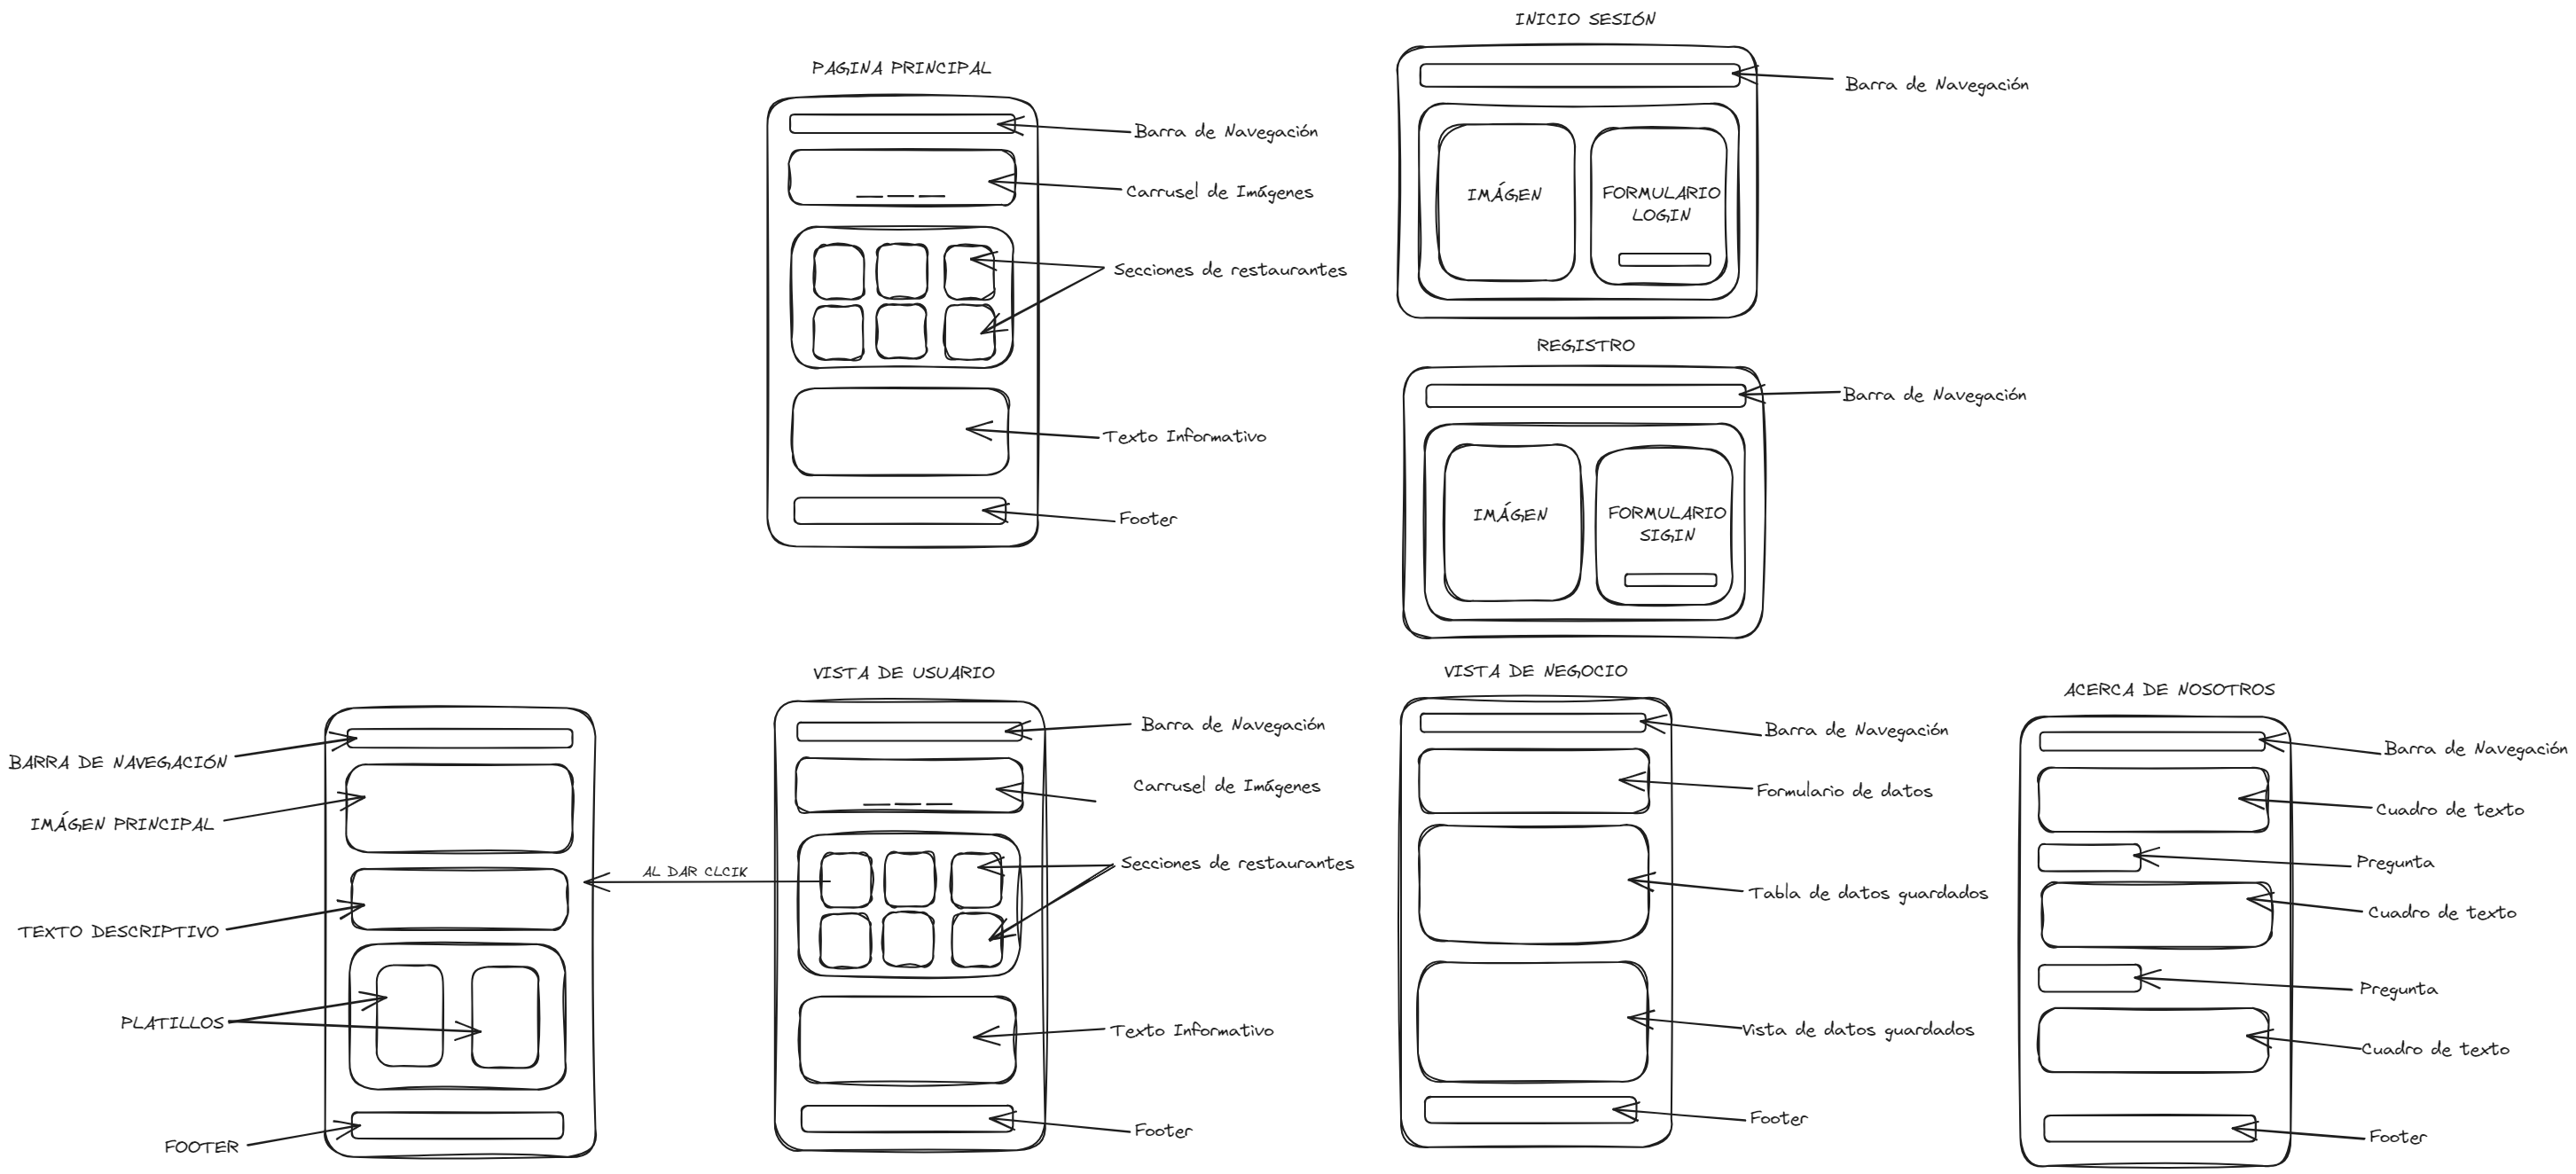 INICIO SESIÓN
Barra de Navegación
IMÁGEN
FORMULARIO
LOGIN
PAGINA PRINCIPAL
Barra de Navegación
Carrusel de Imágenes
Secciones de restaurantes
Texto Informativo
Footer
REGISTRO
Barra de Navegación
IMÁGEN
FORMULARIO
SIGIN
BARRA DE NAVEGACIÓN
IMÁGEN PRINCIPAL
TEXTO DESCRIPTIVO
PLATILLOS
FOOTER
AL DAR CLCIK
VISTA DE USUARIO
Barra de Navegación
Carrusel de Imágenes
Secciones de restaurantes
Texto Informativo
Footer
VISTA DE NEGOCIO
Barra de Navegación
Formulario de datos
Tabla de datos guardados
Vista de datos guardados
Footer
ACERCA DE NOSOTROS
Barra de Navegación
Cuadro de texto
Pregunta
Cuadro de texto
Pregunta
Cuadro de texto
Footer